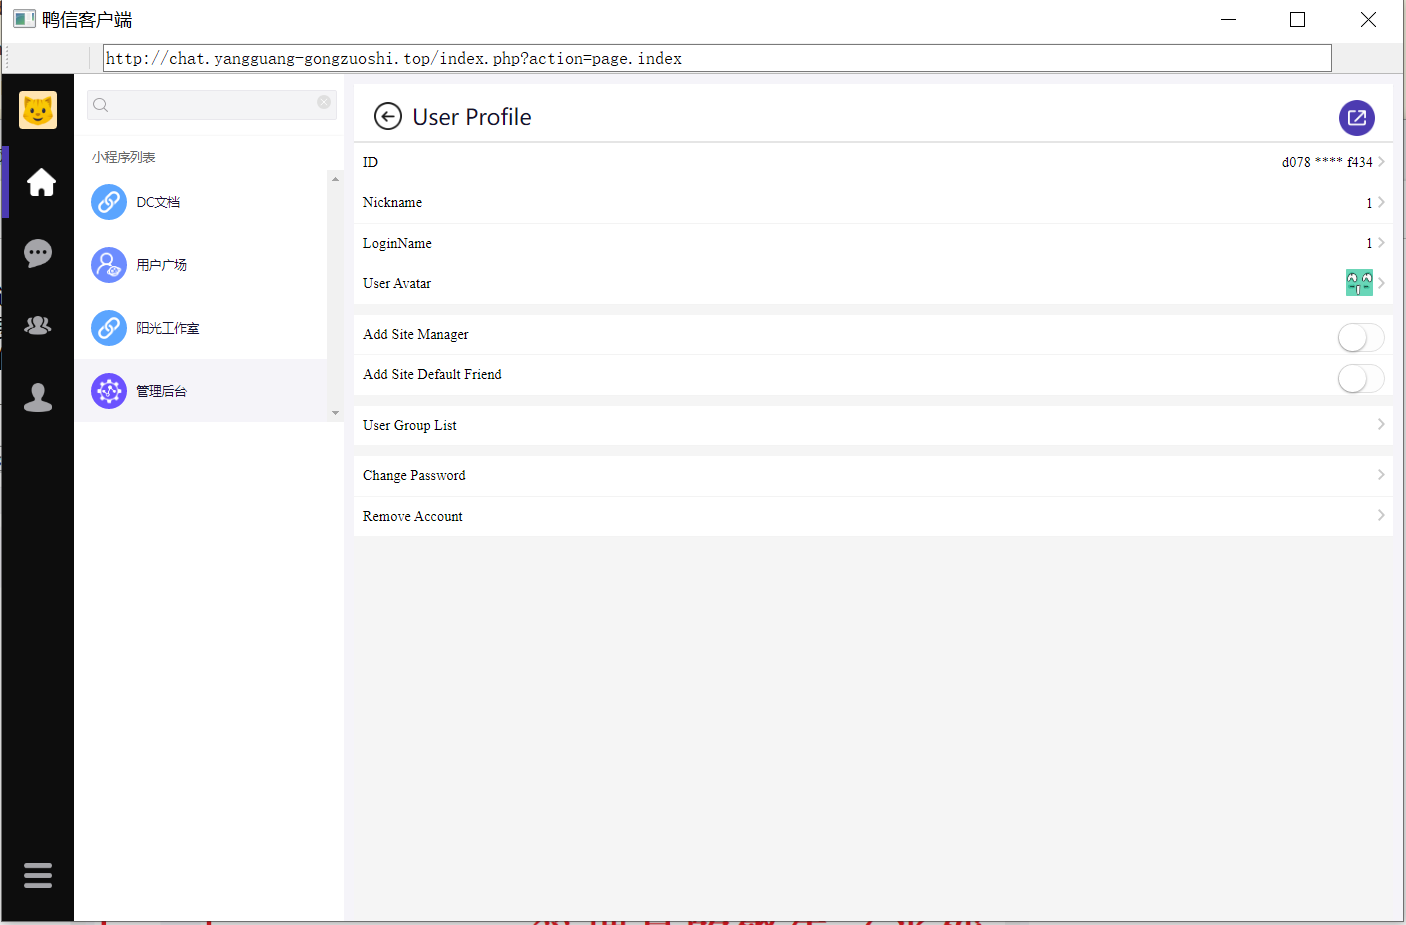 鸭信客户端
http://chat.yangguang-gongzuoshi.top/index.php?action=page.index
小程序列表
DC文档
用户广场
阳光工作室
管理后台
User Profile
ID
d078 **** f434
Nickname
1
LoginName
1
User Avatar
Add Site Manager
Add Site Default Friend
User Group List
Change Password
Remove Account